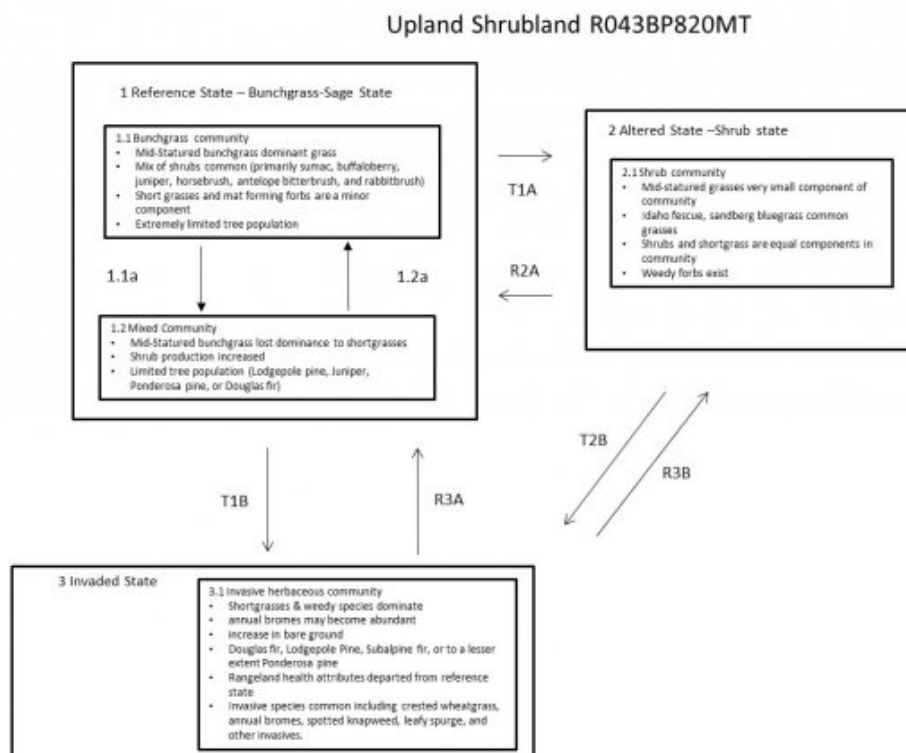 Upland Shrubland R043BP820MT
1 Reference State – Bunchgrass-Sage State
1.1 Bunchgrass community
• Mid-Statured bunchgrass dominant grass
• Mix of shrubs common (primarily sumac, buffaloberry,
juniper, horsebrush, antelope bitterbrush, and rabbitbrush)
• Short grasses and mat forming forbs are a minor
component
• Extremely limited tree population
1.1a
1.2a
1.2 Mixed Community
• Mid-Statured bunchgrass lost dominance to shortgrasses
• Shrub production increased
• Limited tree population (Lodgepole pine, Juniper,
Ponderosa pine, or Douglas fir)
T1A
R2A
2 Altered State –Shrub state
2.1 Shrub community
• Mid-statured grasses very small component of
community
• Idaho fescue, sandberg bluegrass common
grasses
• Shrubs and shortgrass are equal components in
community
• Weedy forbs exist
T1B
R3A
T2B
R3B
3 Invaded State
3.1 Invasive herbaceous community
• Shortgrasses & weedy species dominate
• annual bromes may become abundant
• increase in bare ground
• Douglas fir, Lodgepole Pine, Subalpine fir, or to a lesser
extent Ponderosa pine
• Rangeland health attributes departed from reference
state
• Invasive species common including crested wheatgrass,
annual bromes, spotted knapweed, leafy spurge, and
other invasives.